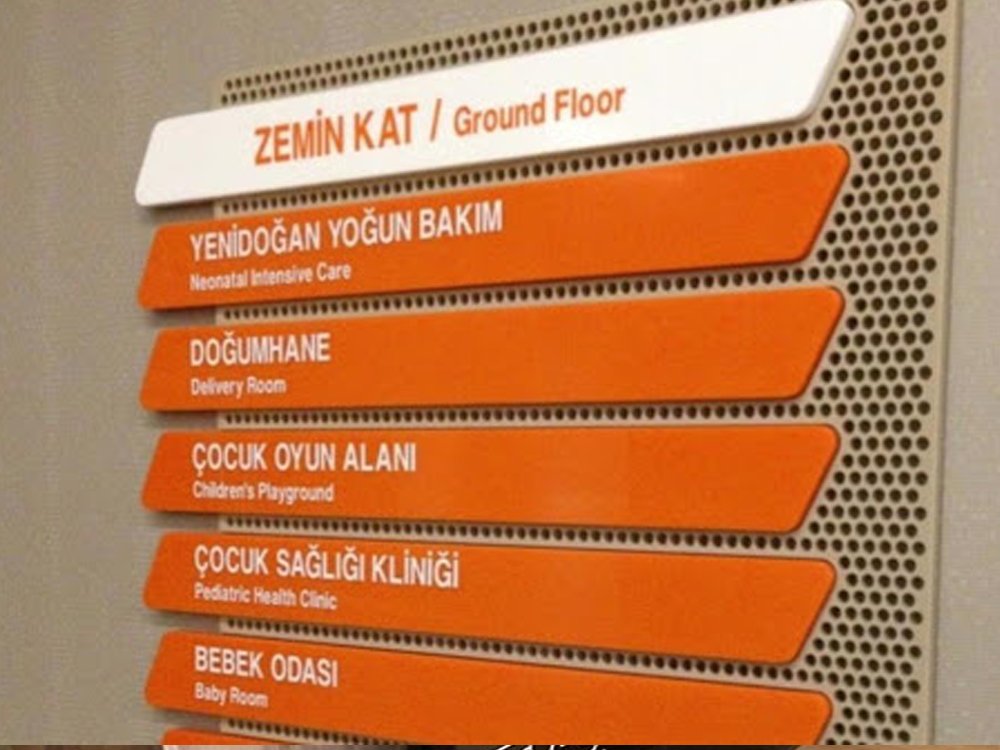 ZEMİN KAT / Ground Floor
YENİDOĞAN YOĞUN BAKIM
Neonatal Intensive Care
DOĞUMHANE
Delivery Room
ÇOCUK OYUN ALANI
Children's Playground
ÇOCUK SAĞLIĞI KLİNİĞİ
Pediatric Health Clinic
BEBEK ODASI
Baby Room